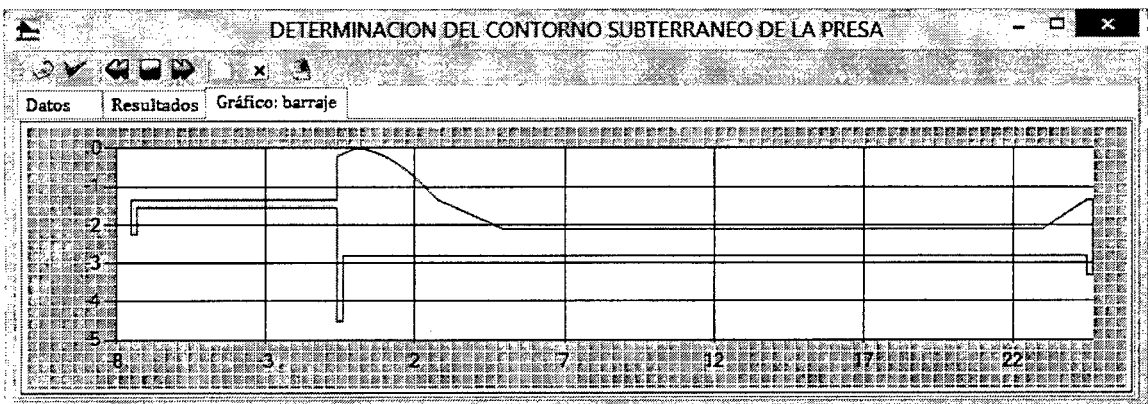 DETERMINACION DEL CONTORNO SUBTERRANEO DE LA PRESA
Datos Resultados Gráfico: barraje
0
-1
-2
-3
-4
-5
-8 -3 2 7 12 17 22